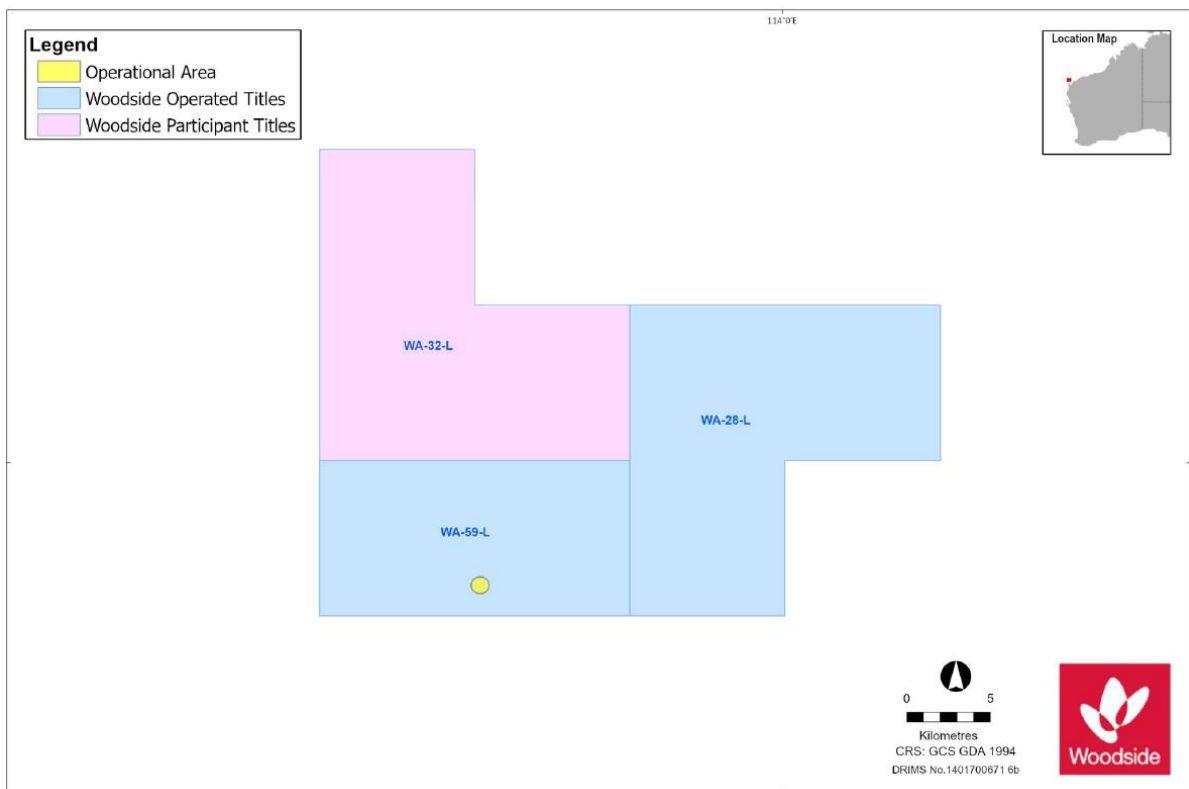 114°0'E
Legend
Operational Area
Woodside Operated Titles
Woodside Participant Titles
Location Map
WA-32-L
WA-28-L
WA-59-L
0 5
Kilometres
CRS: GCS GDA 1994
DRIMS No.1401700671 6b
Woodside